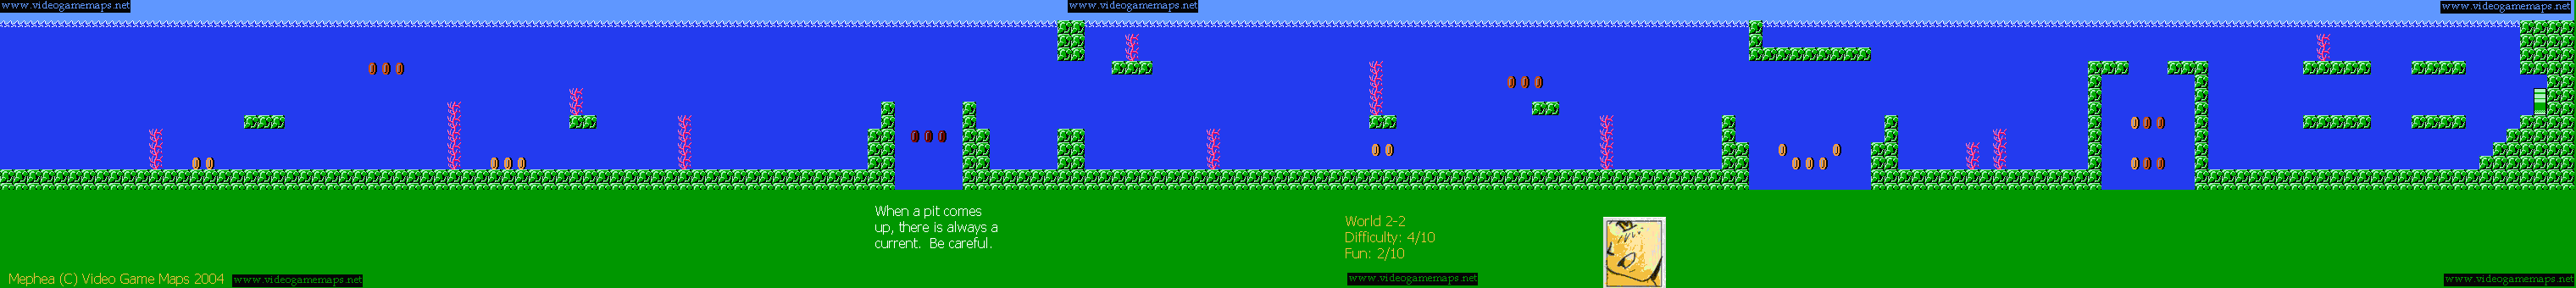 www.videogamemaps.net
www.videogamemaps.net
www.videogamemaps.net
When a pit comes
up, there is always a
current. Be careful.
World 2-2
Difficulty: 4/10
Fun: 2/10
Mephea (C) Video Game Maps 2004
www.videogamemaps.net
www.videogamemaps.net
www.videogamemaps.net